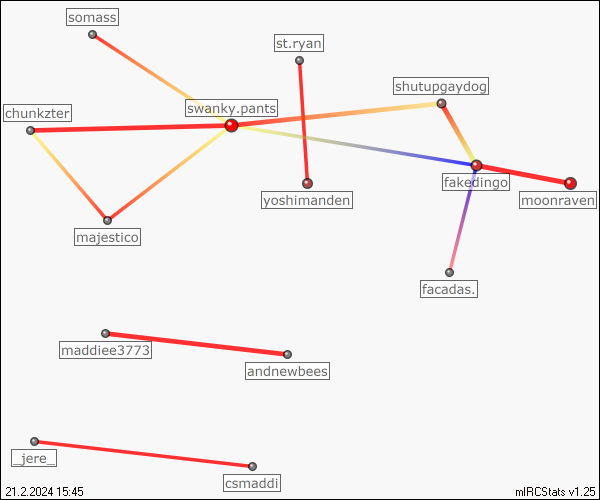 somass
st.ryan
shutupgaydog
swanky.pants
chunkzter
fakedingo
yoshimanden
moonraven
majestico
facadas.
maddiee3773
andnewbees
_jere_
csmaddi
21.2.2024 15:45
mIRCStats v1.25